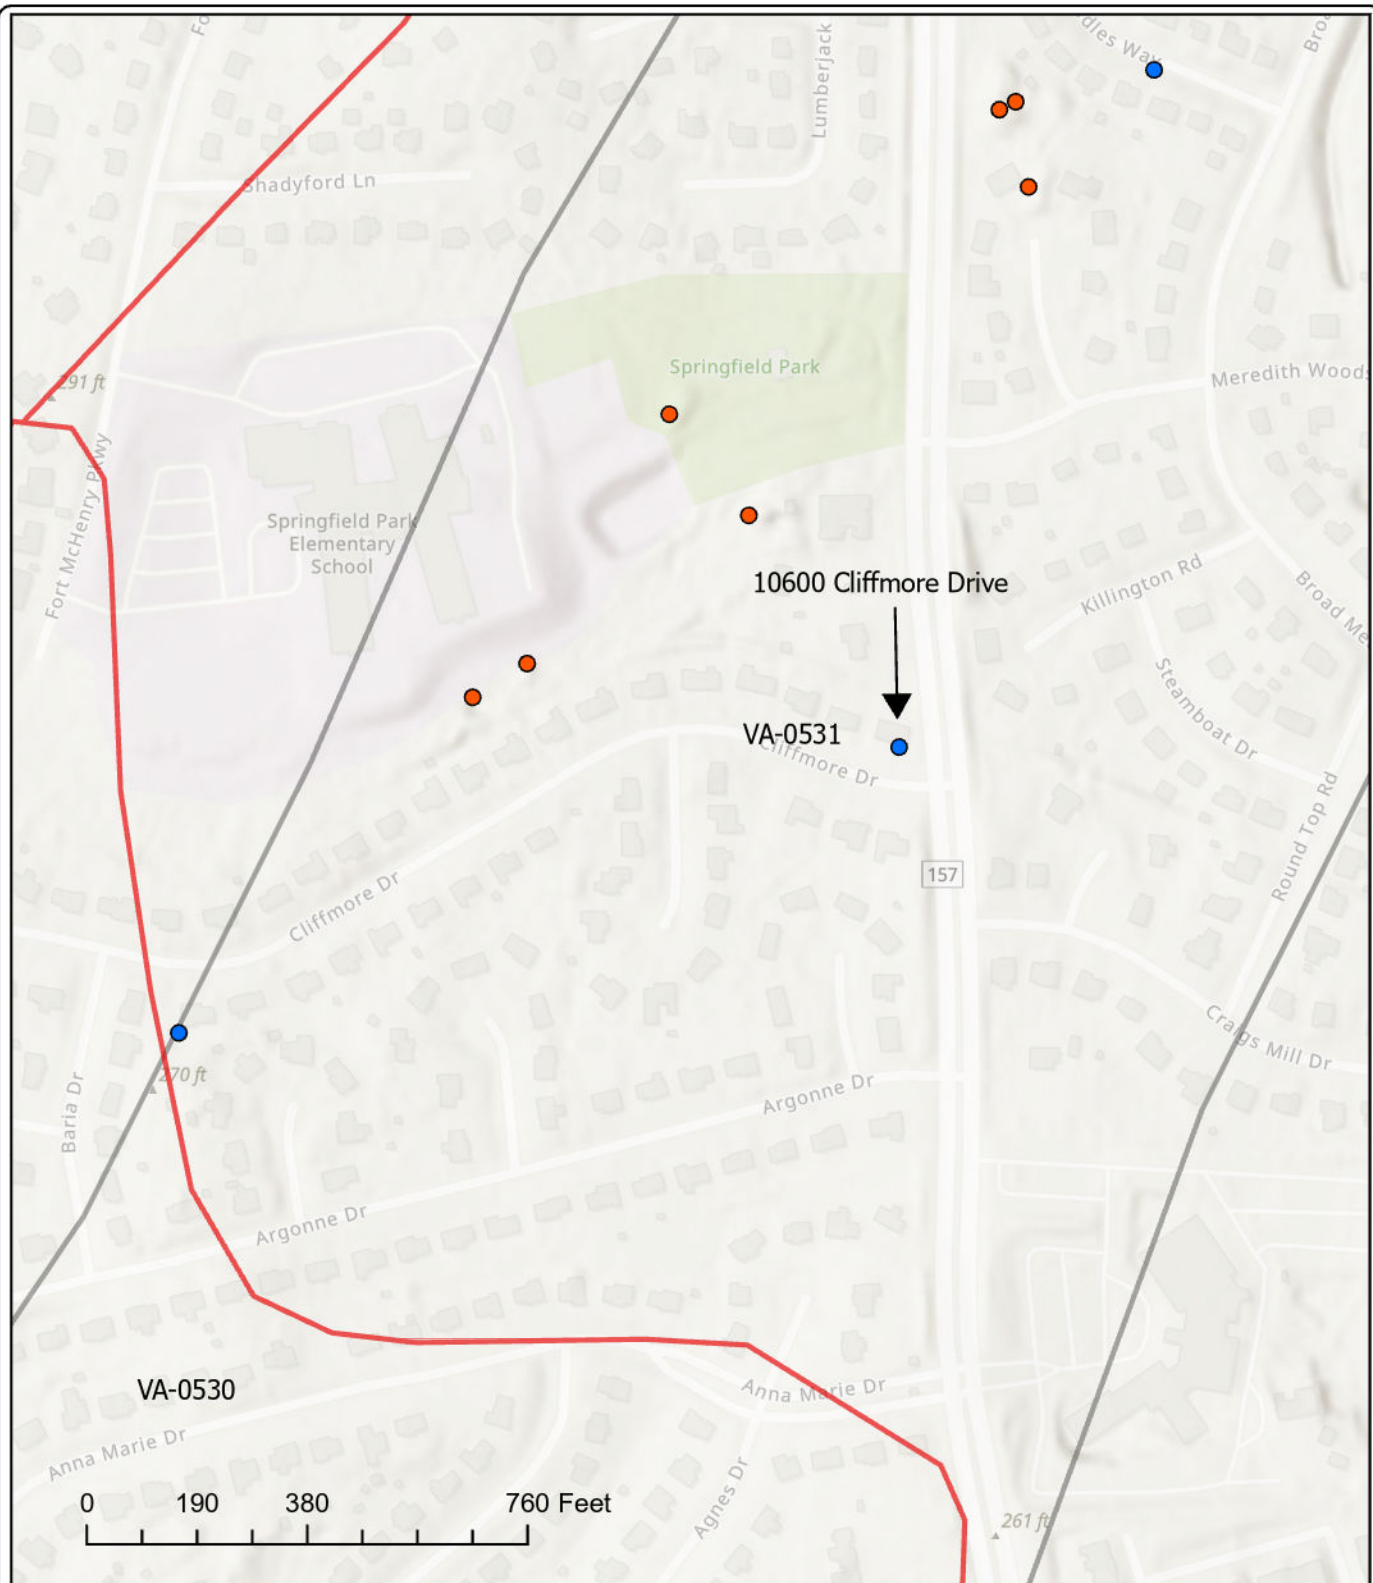 Lumberjack
Shadyford Ln
291 ft
Springfield Park
Meredith Woods
Fort McHenry Pkwy
Springfield Park
Elementary
School
10600 Cliffmore Drive
Killington Rd
Steamboat Dr
VA-0531
Cliffmore Dr
157
Round Top Rd
Cliffmore Dr
Craigs Mill Dr
270 ft
Baria Dr
Argonne Dr
Argonne Dr
VA-0530
Anna Marie Dr
Anna Marie Dr
Agnes Dr
0 190 380 760 Feet
261 ft